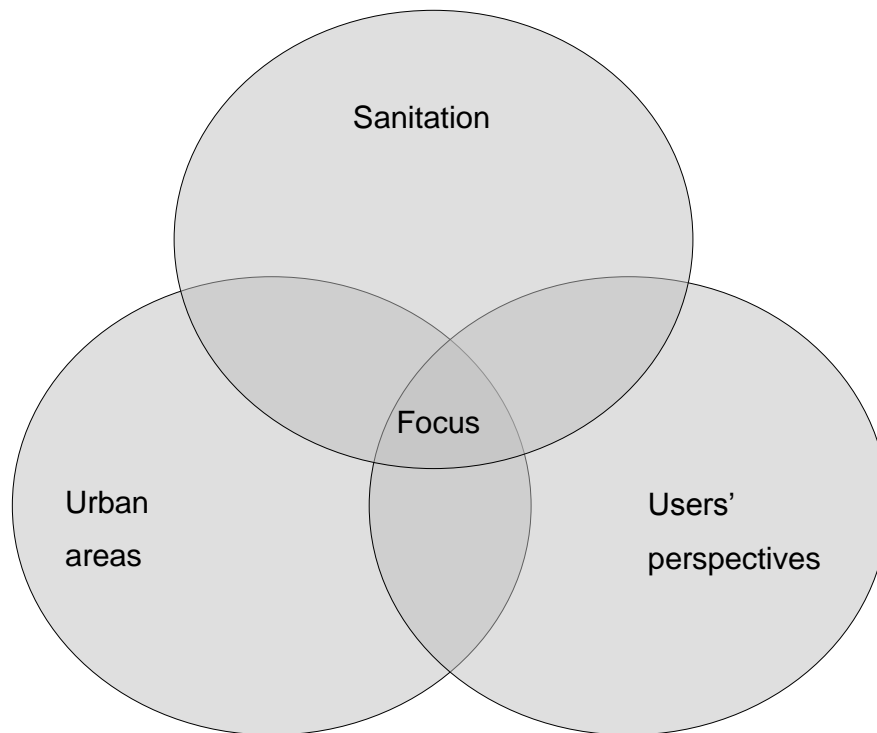 Sanitation
Focus
Urban
areas
Users’
perspectives